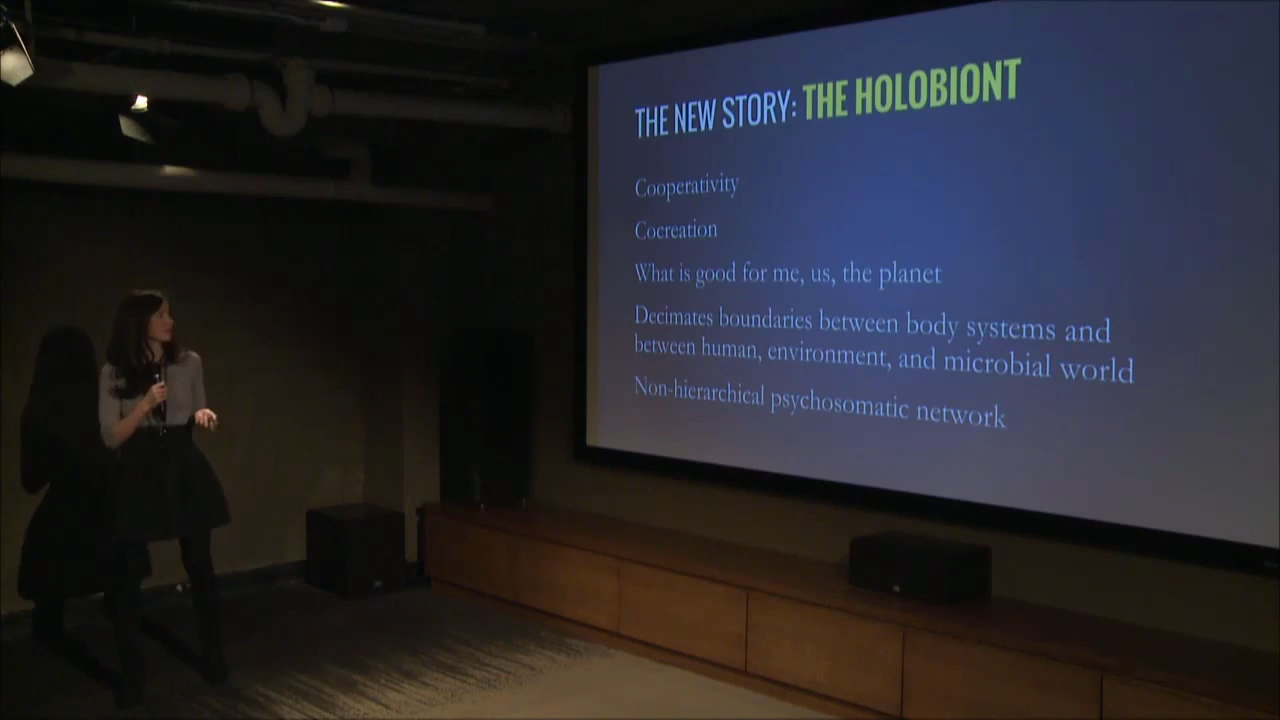 THE NEW STORY: THE HOLOBIONT
Cooperativity
Cocreation
What is good for me, us, the planet
Decimates boundaries between body systems and
between human, environment, and microbial world
Non-hierarchical psychosomatic network